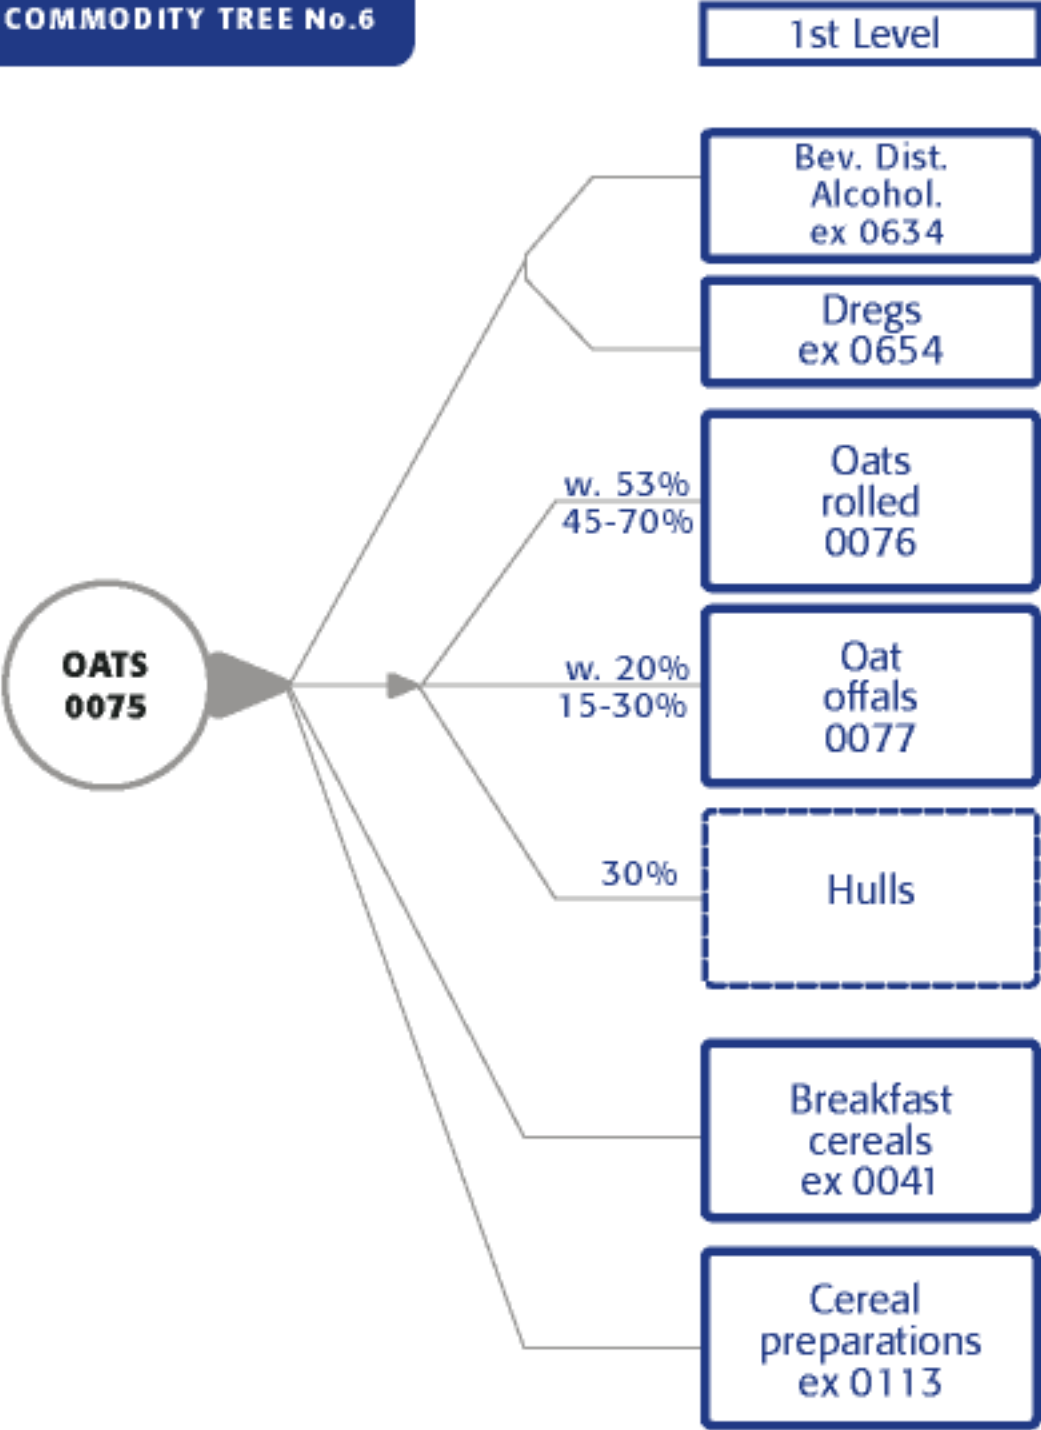 COMMODITY TREE No.6
1st Level
Bev. Dist.
Alcohol.
ex 0634
Dregs
ex 0654
w. 53%
45-70%
Oats
rolled
0076
OATS
0075
w. 20%
15-30%
Oat
offals
0077
30%
Hulls
Breakfast
cereals
ex 0041
Cereal
preparations
ex 0113